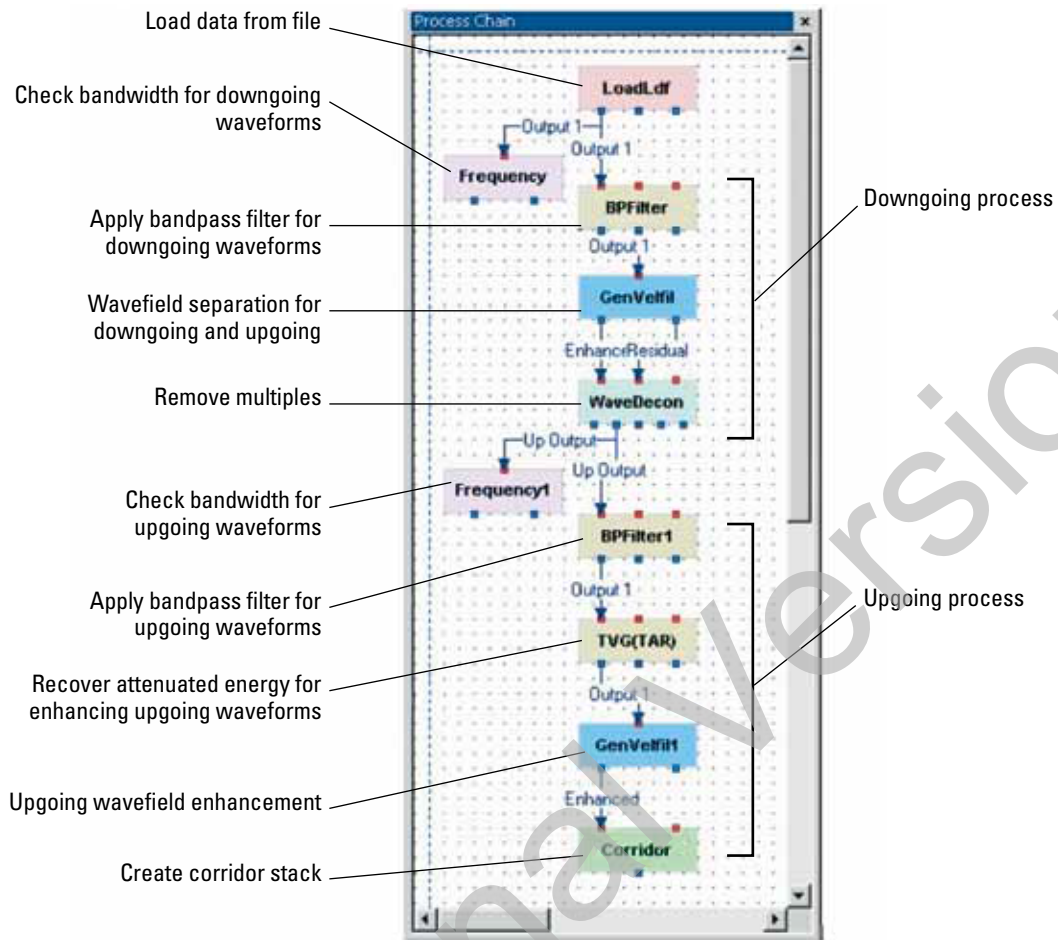 Process Chain
Load data from file
LoadLdf
Check bandwidth for downgoing
waveforms
Output 1
Output 1
Frequency
Downgoing process
BPFilter
Apply bandpass filter for
downgoing waveforms
Output 1
Wavefield separation for
downgoing and upgoing
GenVelfil
Enhance
Residual
Remove multiples
WaveDecon
Up Output
Up Output
Frequency1
Check bandwidth for
upgoing waveforms
BPFilter1
Output 1
Apply bandpass filter for
upgoing waveforms
Upgoing process
TVG(TAR)
Recover attenuated energy for
enhancing upgoing waveforms
Output 1
GenVelfil1
Upgoing wavefield enhancement
Enhanced
Corridor
Create corridor stack